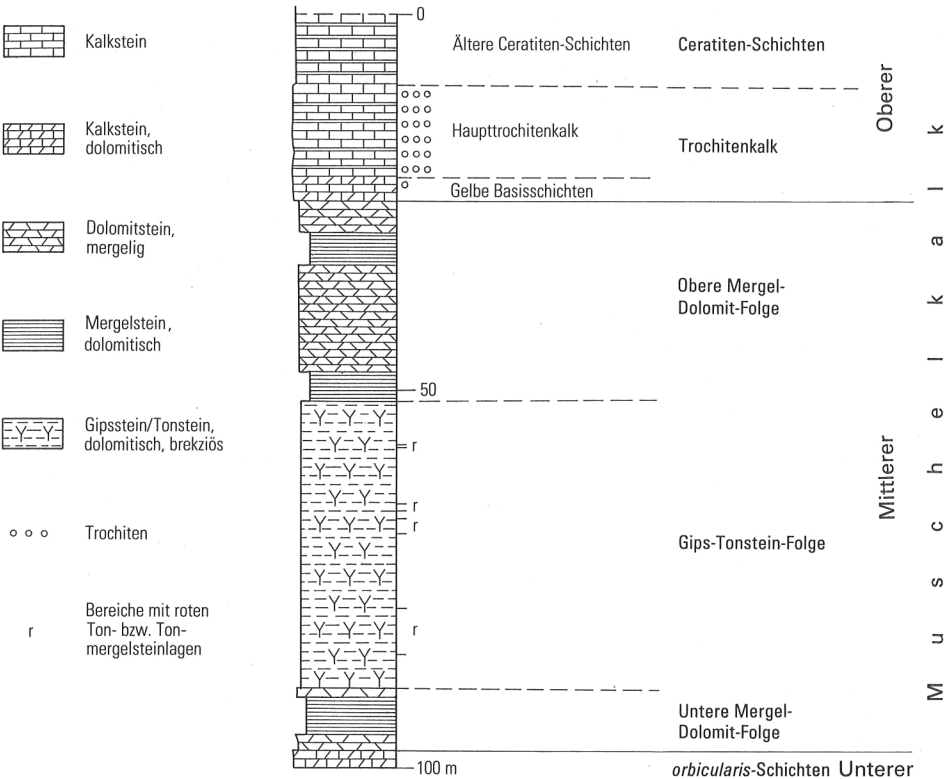 Kalkstein
Kalkstein,
dolomitisch
Dolomitstein,
mergelig
Mergelstein,
dolomitisch
Gipsstein/Tonstein,
dolomitisch, brekziös
Trochiten
r
Bereiche mit roten
Ton- bzw. Ton-
mergelsteinlagen
0
50
100 m
r
r
r
r
Ältere Ceratiten-Schichten
Haupttrochitenkalk
Gelbe Basisschichten
Ceratiten-Schichten
Trochitenkalk
Obere Mergel-
Dolomit-Folge
Gips-Tonstein-Folge
Untere Mergel-
Dolomit-Folge
orbicularis-Schichten
Oberer
Mittlerer
Unterer
Muschelkalk